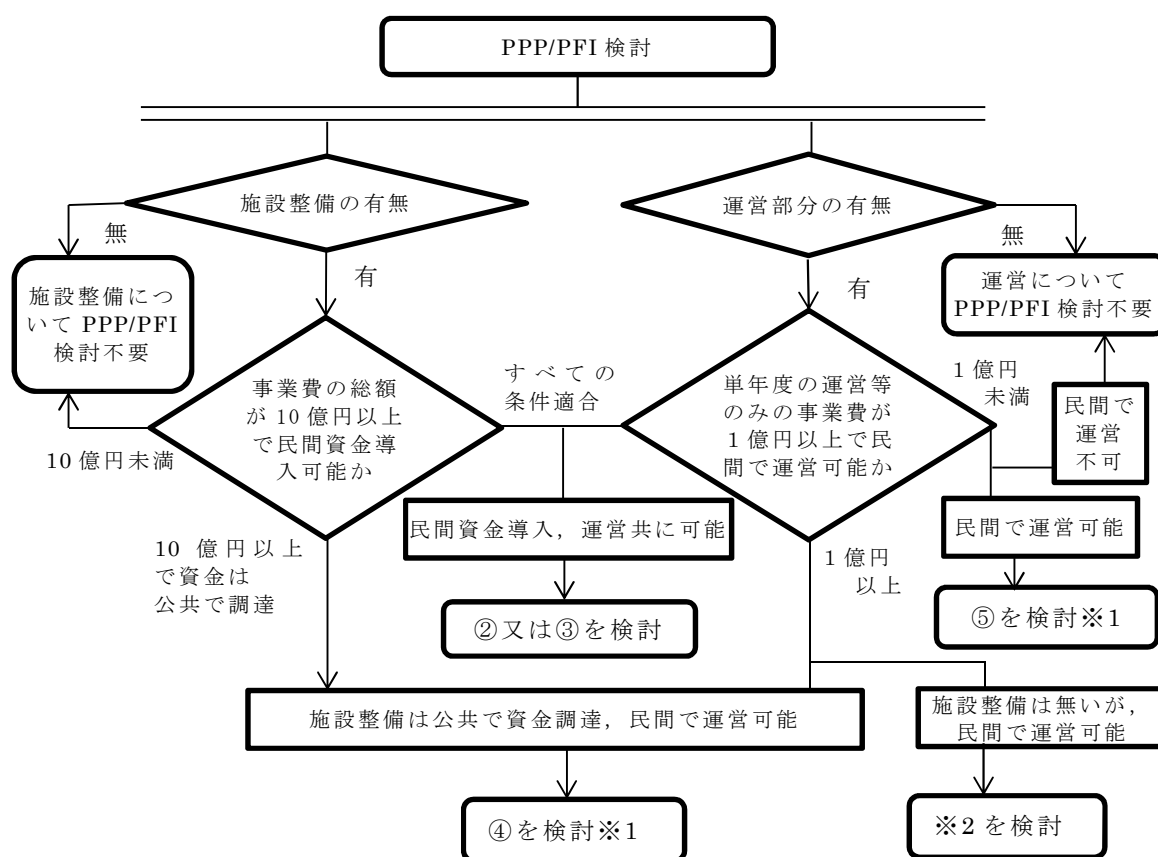 PPP/PFI 検討
施設整備の有無
運営部分の有無
無
無
施設整備につ
いて PPP/PFI
検討不要
有
有
運営について
PPP/PFI 検討不要
事業費の総額
が 10 億円以上
で民間資金導
入可能か
すべての
条件適合
単年度の運営等
のみの事業費が
1 億円以上で民
間で運営可能か
1 億円
未満
民間で
運営
不可
10 億円未満
民間資金導入，運営共に可能
民間で運営可能
10 億円以上
で資金は
公共で調達
1 億円
以上
②又は③を検討
⑤を検討※1
施設整備は公共で資金調達，民間で運営可能
施設整備は無いが，
民間で運営可能
④を検討※1
※2 を検討